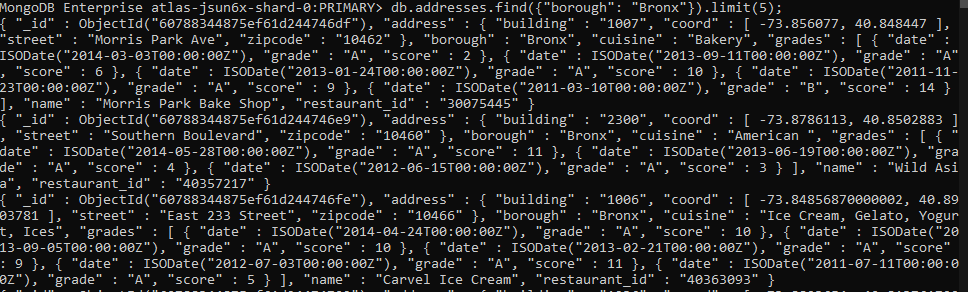 MongoDB Enterprise atlas-jsun6x-shard-0:PRIMARY> db.addresses.find({"borough": "Bronx"}).limit(5);
{ "_id" : ObjectId("60788344875ef61d244746df"), "address" : { "building" : "1007", "coord" : [ -73.856077, 40.848447 ],
"street" : "Morris Park Ave", "zipcode" : "10462" }, "borough" : "Bronx", "cuisine" : "Bakery", "grades" : [ { "date" :
ISODate("2014-03-03T00:00:00Z"), "grade" : "A", "score" : 2 }, { "date" : ISODate("2013-09-11T00:00:00Z"), "grade" : "A"
, "score" : 6 }, { "date" : ISODate("2013-01-24T00:00:00Z"), "grade" : "A", "score" : 10 }, { "date" : ISODate("2011-11-
23T00:00:00Z"), "grade" : "A", "score" : 9 }, { "date" : ISODate("2011-03-10T00:00:00Z"), "grade" : "B", "score" : 14 }
], "name" : "Morris Park Bake Shop", "restaurant_id" : "30075445" }
{ "_id" : ObjectId("60788344875ef61d244746e9"), "address" : { "building" : "2300", "coord" : [ -73.8786113, 40.8502883 ]
, "street" : "Southern Boulevard", "zipcode" : "10460" }, "borough" : "Bronx", "cuisine" : "American ", "grades" : [ { "
date" : ISODate("2014-05-28T00:00:00Z"), "grade" : "A", "score" : 11 }, { "date" : ISODate("2013-06-19T00:00:00Z"), "gra
de" : "A", "score" : 4 }, { "date" : ISODate("2012-06-15T00:00:00Z"), "grade" : "A", "score" : 3 } ], "name" : "Wild Asi
a", "restaurant_id" : "40357217" }
{ "_id" : ObjectId("60788344875ef61d244746fe"), "address" : { "building" : "1006", "coord" : [ -73.84856870000002, 40.89
03781 ], "street" : "East 233 Street", "zipcode" : "10466" }, "borough" : "Bronx", "cuisine" : "Ice Cream, Gelato, Yogur
t, Ices", "grades" : [ { "date" : ISODate("2014-04-24T00:00:00Z"), "grade" : "A", "score" : 10 }, { "date" : ISODate("20
13-09-05T00:00:00Z"), "grade" : "A", "score" : 10 }, { "date" : ISODate("2013-02-21T00:00:00Z"), "grade" : "A", "score"
: 9 }, { "date" : ISODate("2012-07-03T00:00:00Z"), "grade" : "A", "score" : 11 }, { "date" : ISODate("2011-07-11T00:00:0
0Z"), "grade" : "A", "score" : 5 } ], "name" : "Carvel Ice Cream", "restaurant_id" : "40363093" }